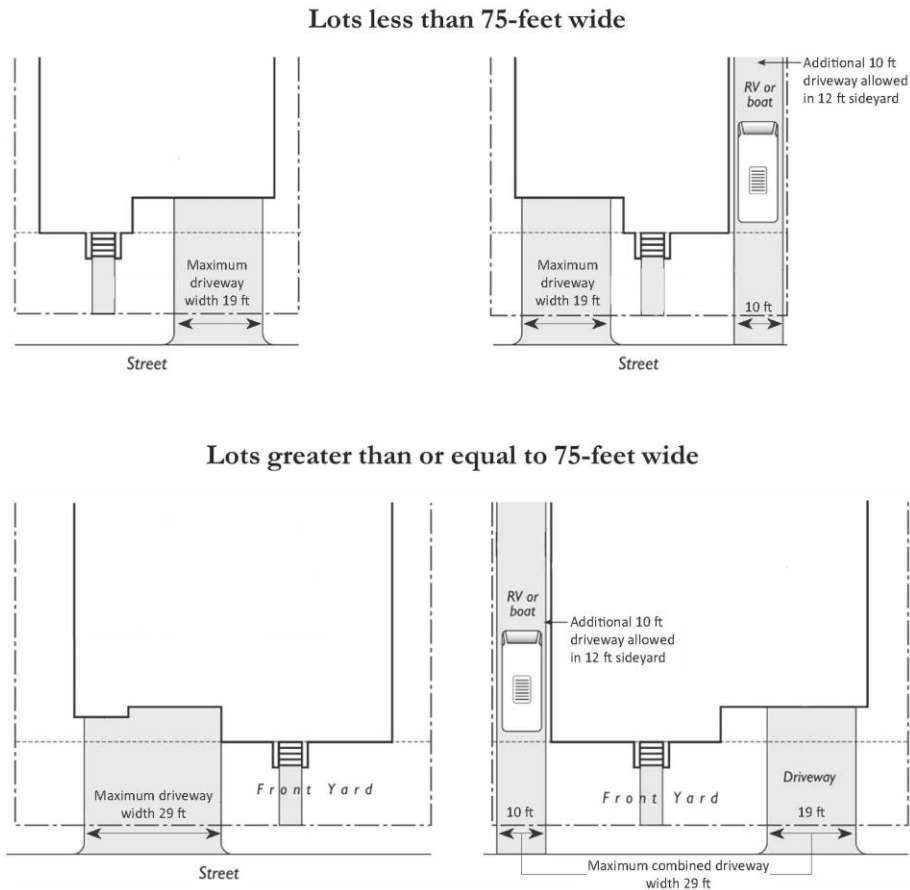 Lots less than 75-feet wide
Maximum
driveway
width 19 ft
Street
Additional 10 ft
driveway allowed
in 12 ft sideyard
RV or
boat
Maximum
driveway
width 19 ft
10 ft
Street
Lots greater than or equal to 75-feet wide
Maximum driveway
width 29 ft
Front Yard
Street
RV or
boat
Additional 10 ft
driveway allowed
in 12 ft sideyard
Front Yard
Driveway
10 ft
19 ft
Maximum combined driveway
width 29 ft